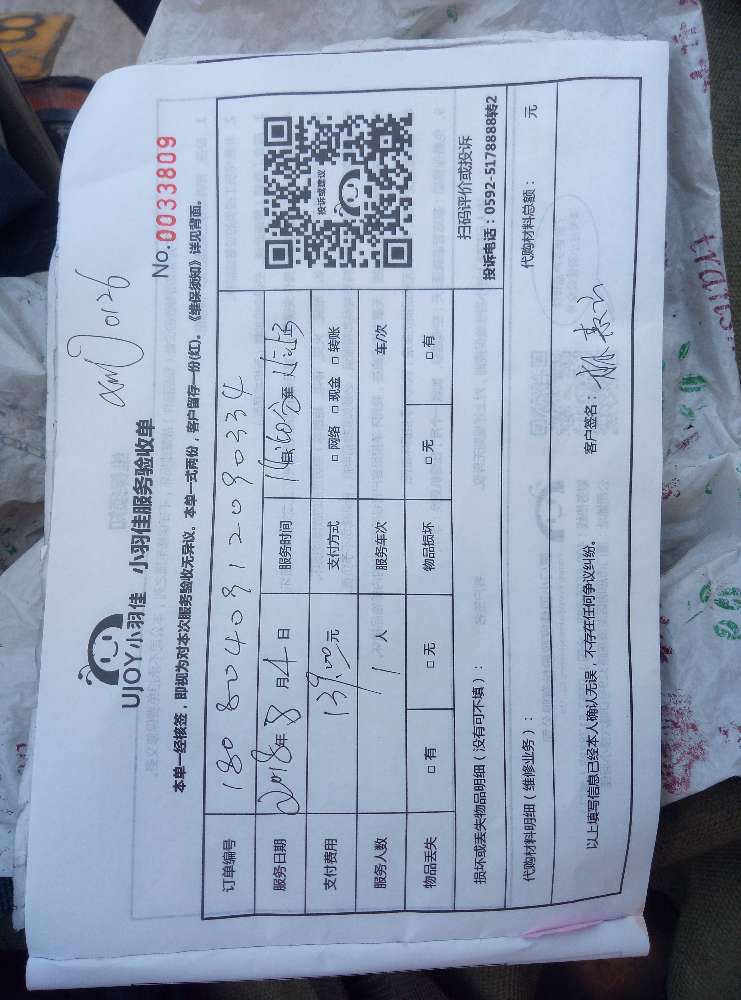 0126
No.0033809
UJOY小羽佳 小羽佳服务验收单
本单一经核签，即视为对本次服务验收无异议。本单一式两份，客户留存一份(红)。《维保须知》详见背面。
订单编号 1808040912090334
服务日期 2018年8月4日 服务时间 至
支付费用 139.00元 支付方式 □网络 □现金 □转账
服务人数 1人 服务车次 车/次
物品丢失 □有 □无 物品损坏 □无 □有
投诉或建议
扫码评价或投诉
投诉电话：0592-5178888转2
损坏或丢失物品明细（没有可不填）：
代购材料明细（维修业务）： 代购材料总额： 元
以上填写信息已经本人确认无误，不存在任何争议纠纷。 客户签名：